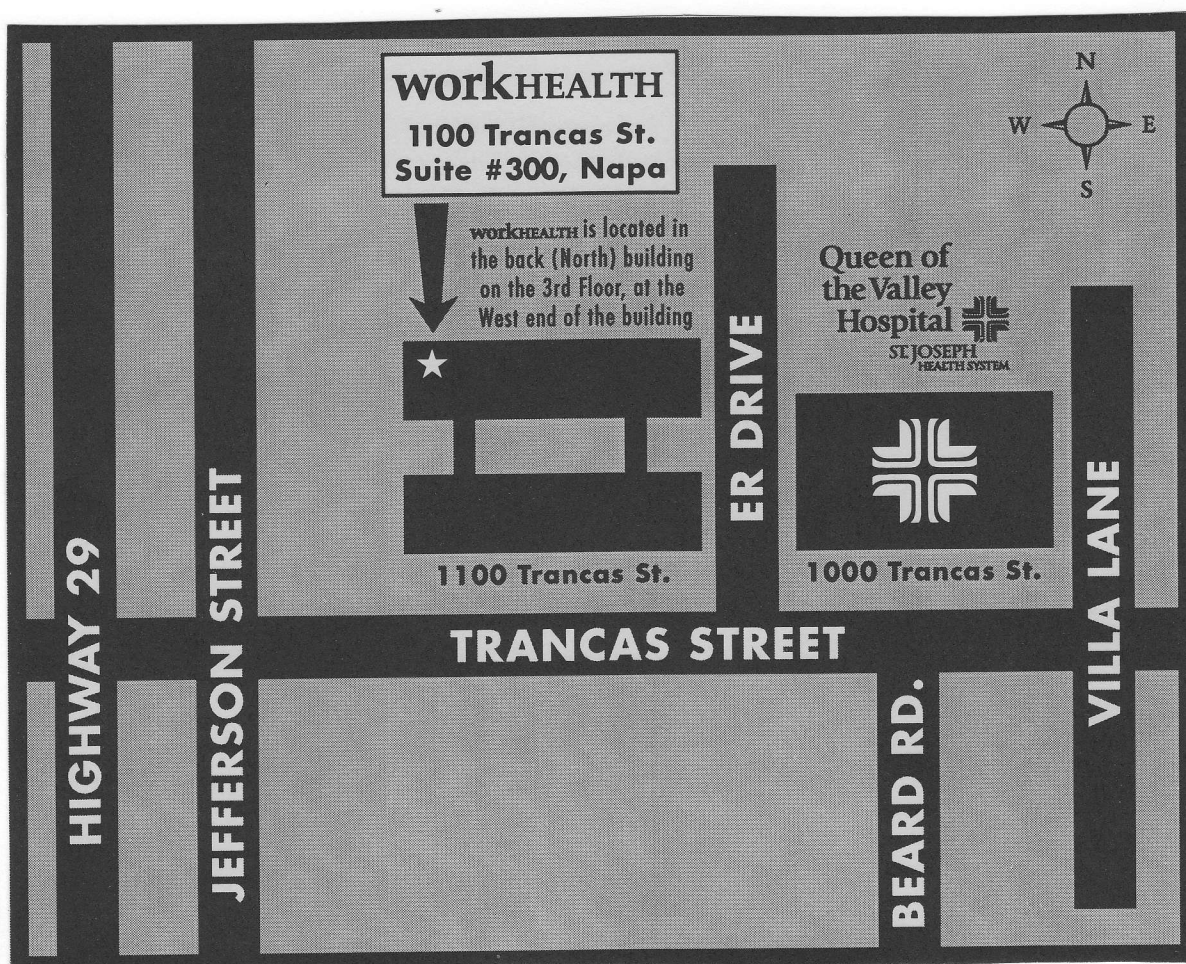 workHEALTH
1100 Trancas St.
Suite #300, Napa
workHEALTH is located in
the back (North) building
on the 3rd Floor, at the
West end of the building
N
W
E
S
Queen of
the Valley
Hospital
ST. JOSEPH
HEALTH SYSTEM
ER DRIVE
1100 Trancas St.
1000 Trancas St.
HIGHWAY 29
JEFFERSON STREET
TRANCAS STREET
BEARD RD.
VILLA LANE